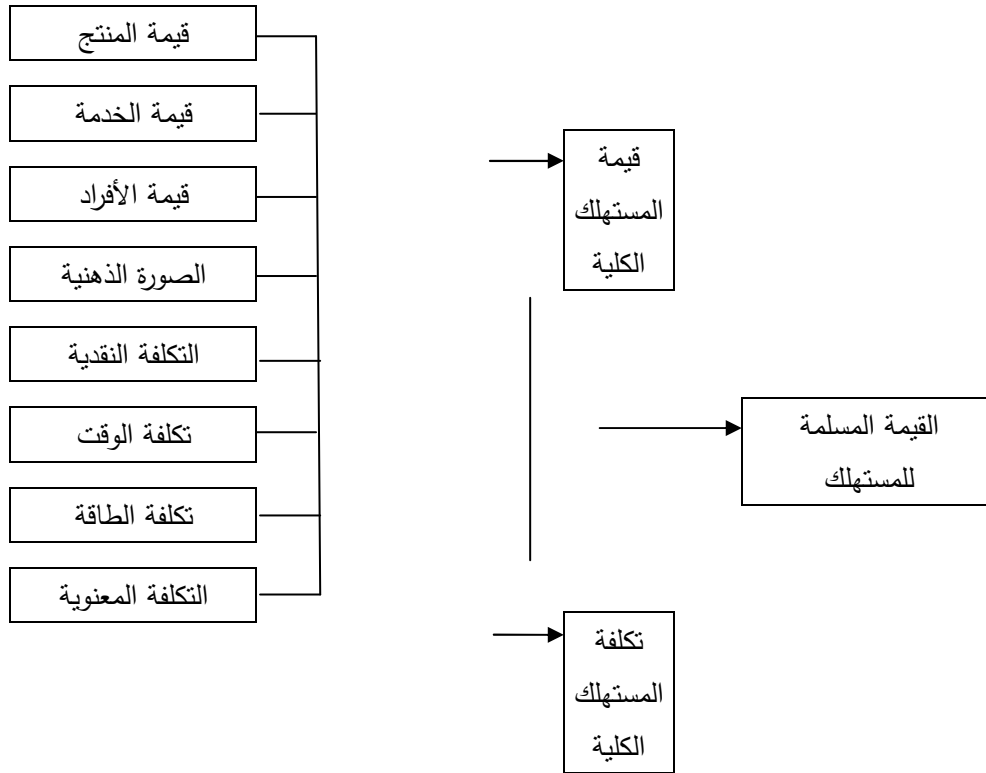 قيمة المنتج
قيمة الخدمة
قيمة الأفراد
الصورة الذهنية
التكلفة النقدية
تكلفة الوقت
تكلفة الطاقة
التكلفة المعنوية
قيمة
المستهلك
الكلية
تكلفة
المستهلك
الكلية
القيمة المسلمة
للمستهلك